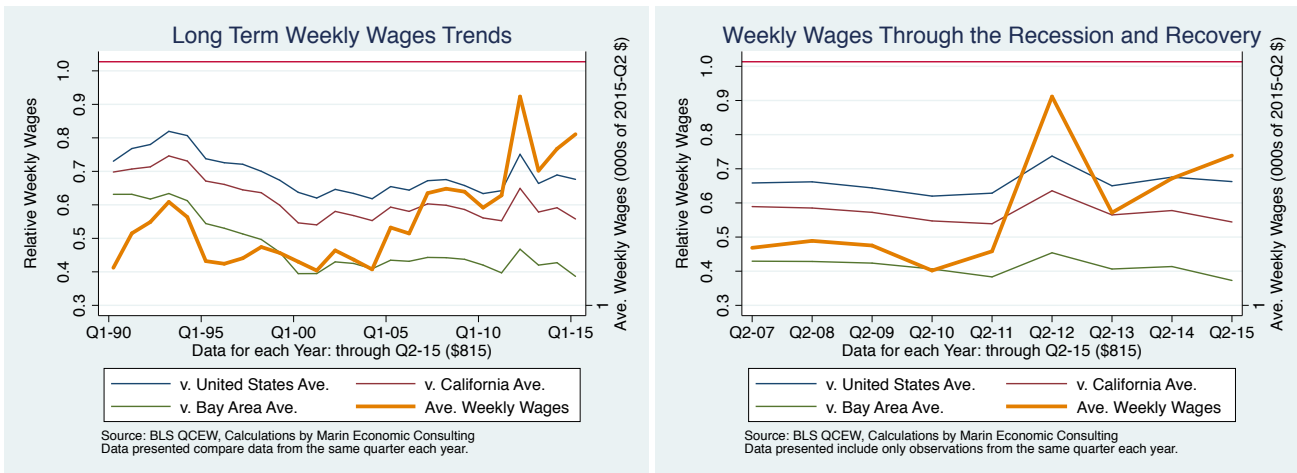 Long Term Weekly Wages Trends
Relative Weekly Wages
1.0
0.9
0.8
0.7
0.6
0.5
0.4
0.3
1
Ave. Weekly Wages (000s of 2015-Q2 $)
Q1-90 Q1-95 Q1-00 Q1-05 Q1-10 Q1-15
Data for each Year: through Q2-15 ($815)
v. United States Ave. v. California Ave.
v. Bay Area Ave. Ave. Weekly Wages
Source: BLS QCEW, Calculations by Marin Economic Consulting
Data presented compare data from the same quarter each year.
Weekly Wages Through the Recession and Recovery
Relative Weekly Wages
1.0
0.9
0.8
0.7
0.6
0.5
0.4
0.3
1
Ave. Weekly Wages (000s of 2015-Q2 $)
Q2-07 Q2-08 Q2-09 Q2-10 Q2-11 Q2-12 Q2-13 Q2-14 Q2-15
Data for each Year: through Q2-15 ($815)
v. United States Ave. v. California Ave.
v. Bay Area Ave. Ave. Weekly Wages
Source: BLS QCEW, Calculations by Marin Economic Consulting
Data presented include only observations from the same quarter each year.